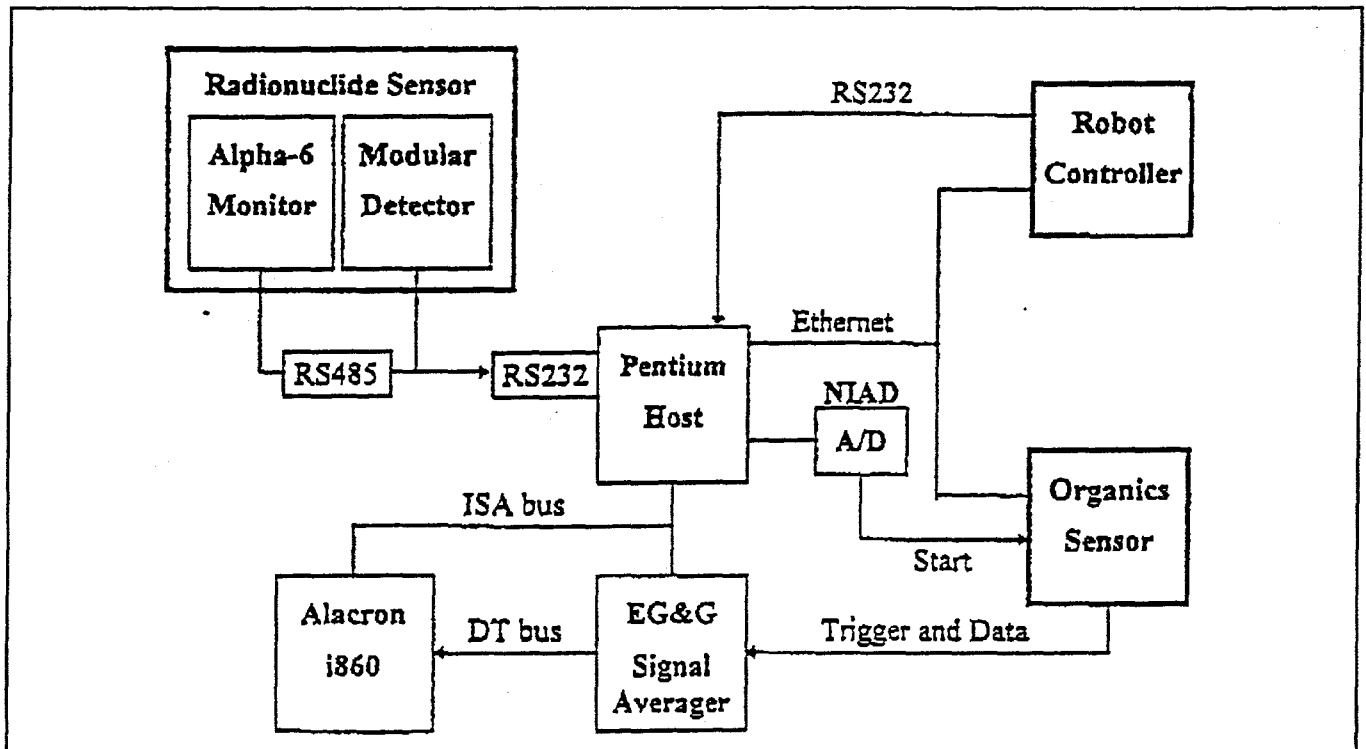 Radionuclide Sensor
Alpha-6
Monitor
Modular
Detector
RS232
Robot
Controller
RS485
RS232
Pentium
Host
Ethernet
NIAD
A/D
Organics
Sensor
Start
ISA bus
Alacron
i860
DT bus
EG&G
Signal
Averager
Trigger and Data